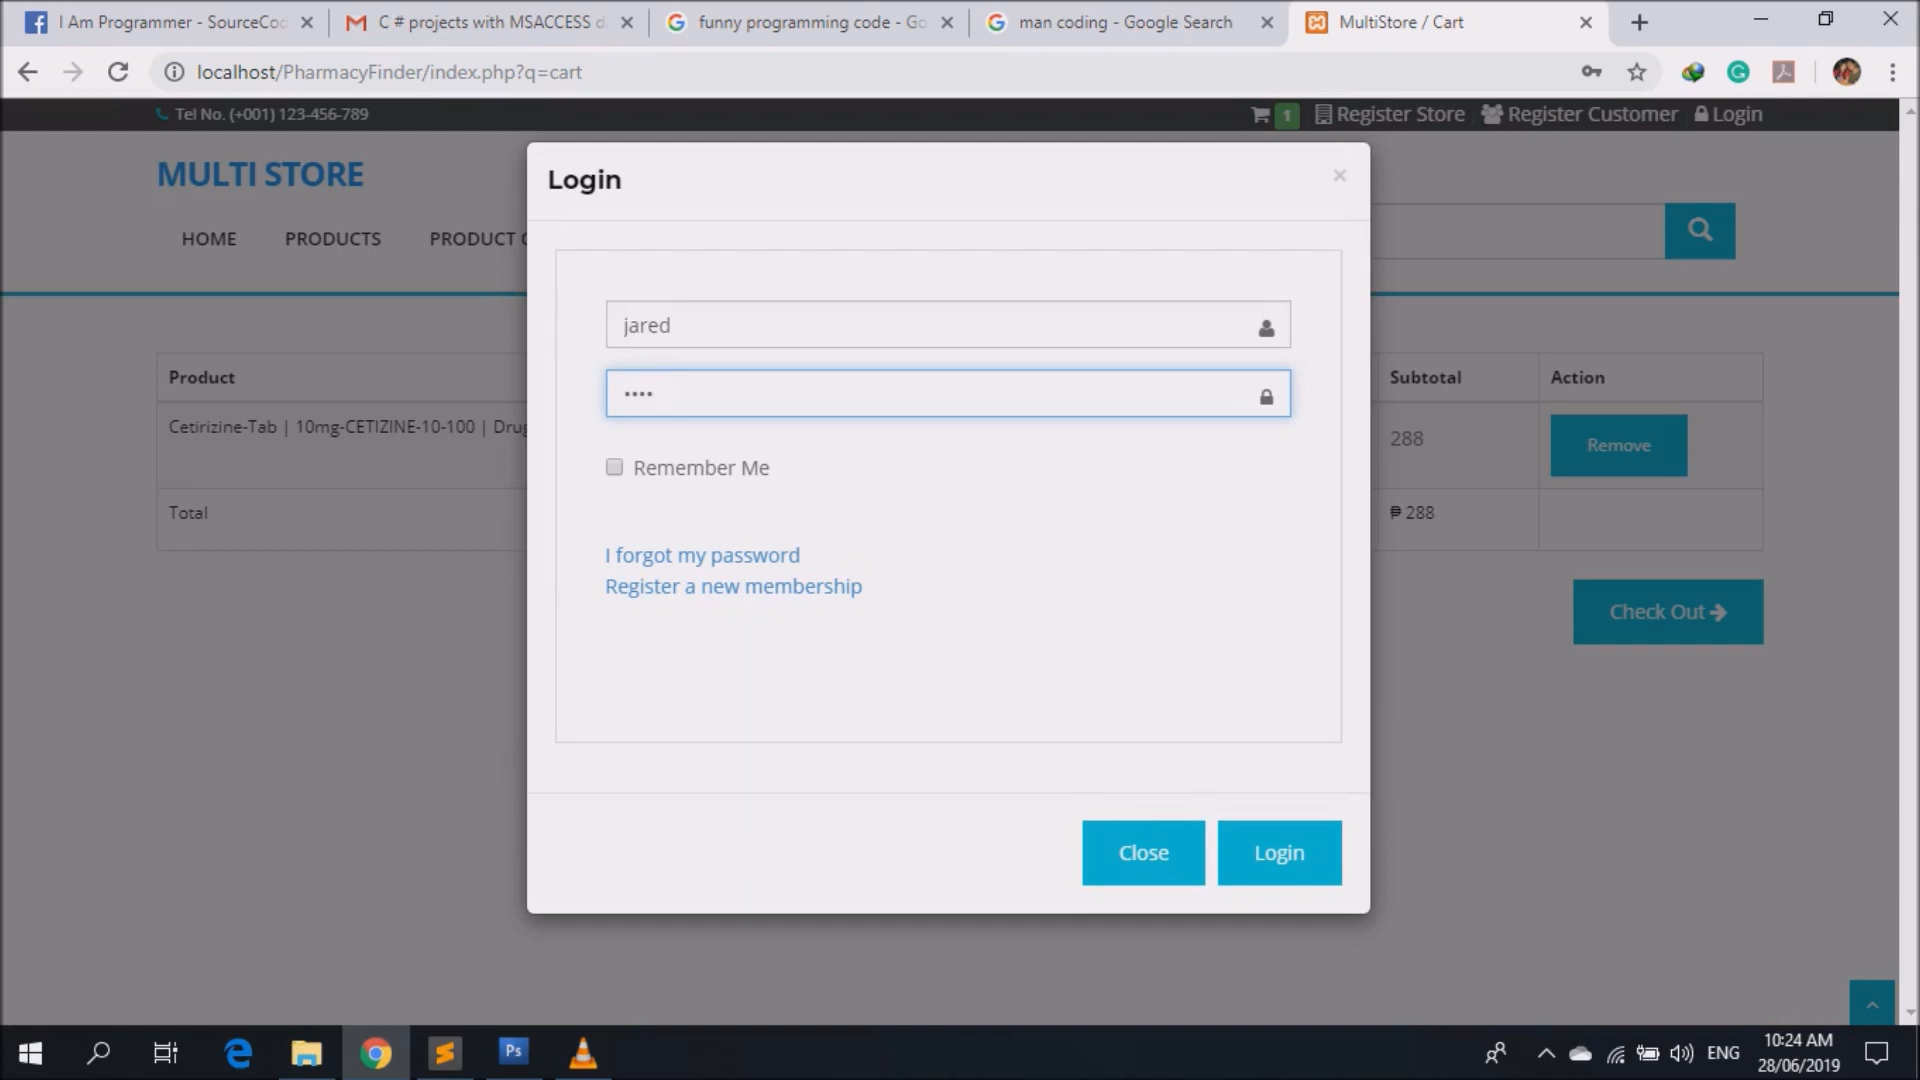 I Am Programmer - SourceCo
C # projects with MSACCESS d
funny programming code - Go
man coding - Google Search
MultiStore / Cart
localhost/PharmacyFinder/index.php?q=cart
Tel No. (+001) 123-456-789
1
Register Store
Register Customer
Login
MULTI STORE
HOME
PRODUCTS
PRODUCT
Login
×
jared
••••
Remember Me
I forgot my password
Register a new membership
Close
Login
Product
Subtotal
Action
Cetirizine-Tab | 10mg-CETIZINE-10-100 | Drug
288
Remove
Total
₱ 288
Check Out
Ps
ENG
10:24 AM
28/06/2019